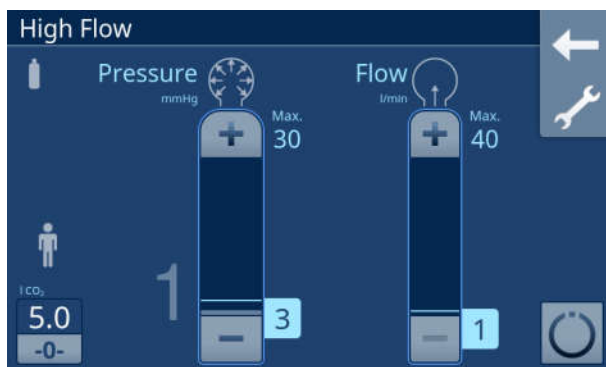 High Flow
Pressure
mmHg
Max.
30
+
1
3
−
Flow
l/min
Max.
40
+
1
−
l CO₂
5.0
-0-